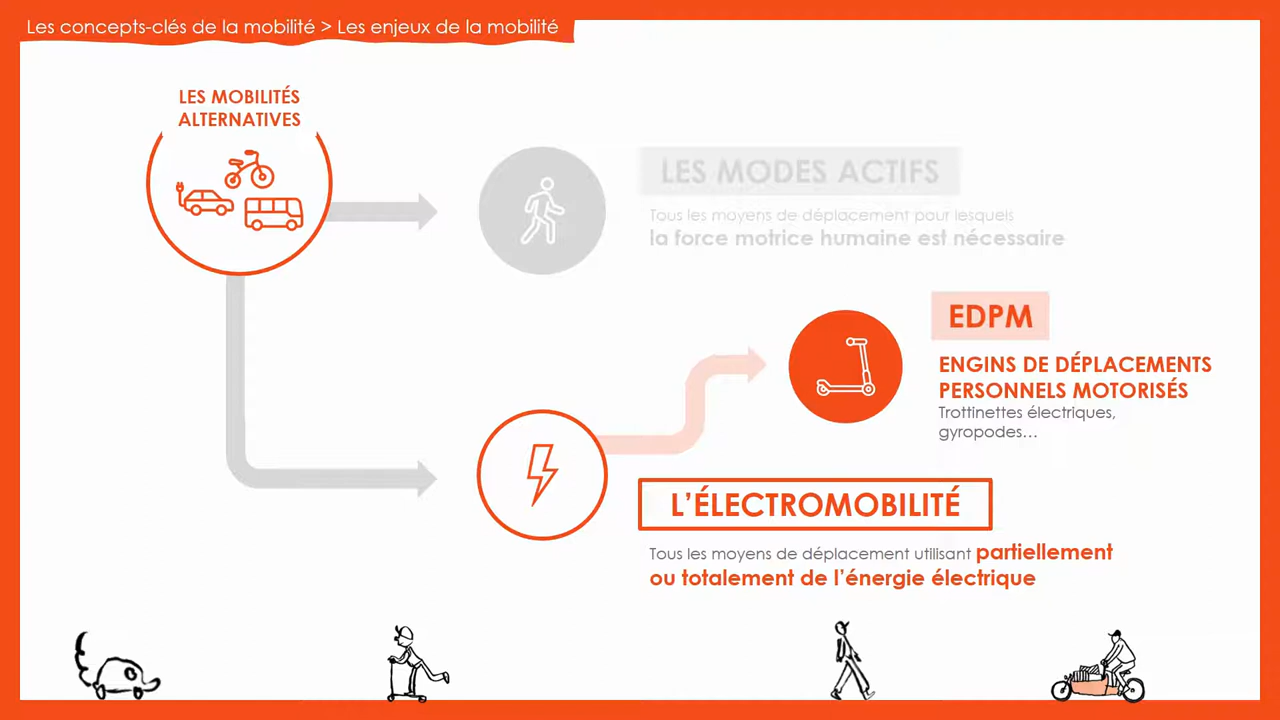 Les concepts-clés de la mobilité > Les enjeux de la mobilité
LES MOBILITÉS
ALTERNATIVES
LES MODES ACTIFS
Tous les moyens de déplacement pour lesquels
la force motrice humaine est nécessaire
EDPM
ENGINS DE DÉPLACEMENTS
PERSONNELS MOTORISÉS
Trottinettes électriques,
gyropodes...
L'ÉLECTROMOBILITÉ
Tous les moyens de déplacement utilisant partiellement
ou totalement de l'énergie électrique